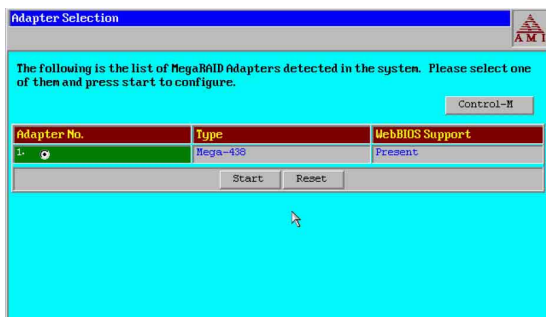 Adapter Selection
AMI
The following is the list of MegaRAID Adapters detected in the system. Please select one
of them and press start to configure.
Control-M
Adapter No. Type WebBIOS Support
1. Mega-438 Present
Start Reset